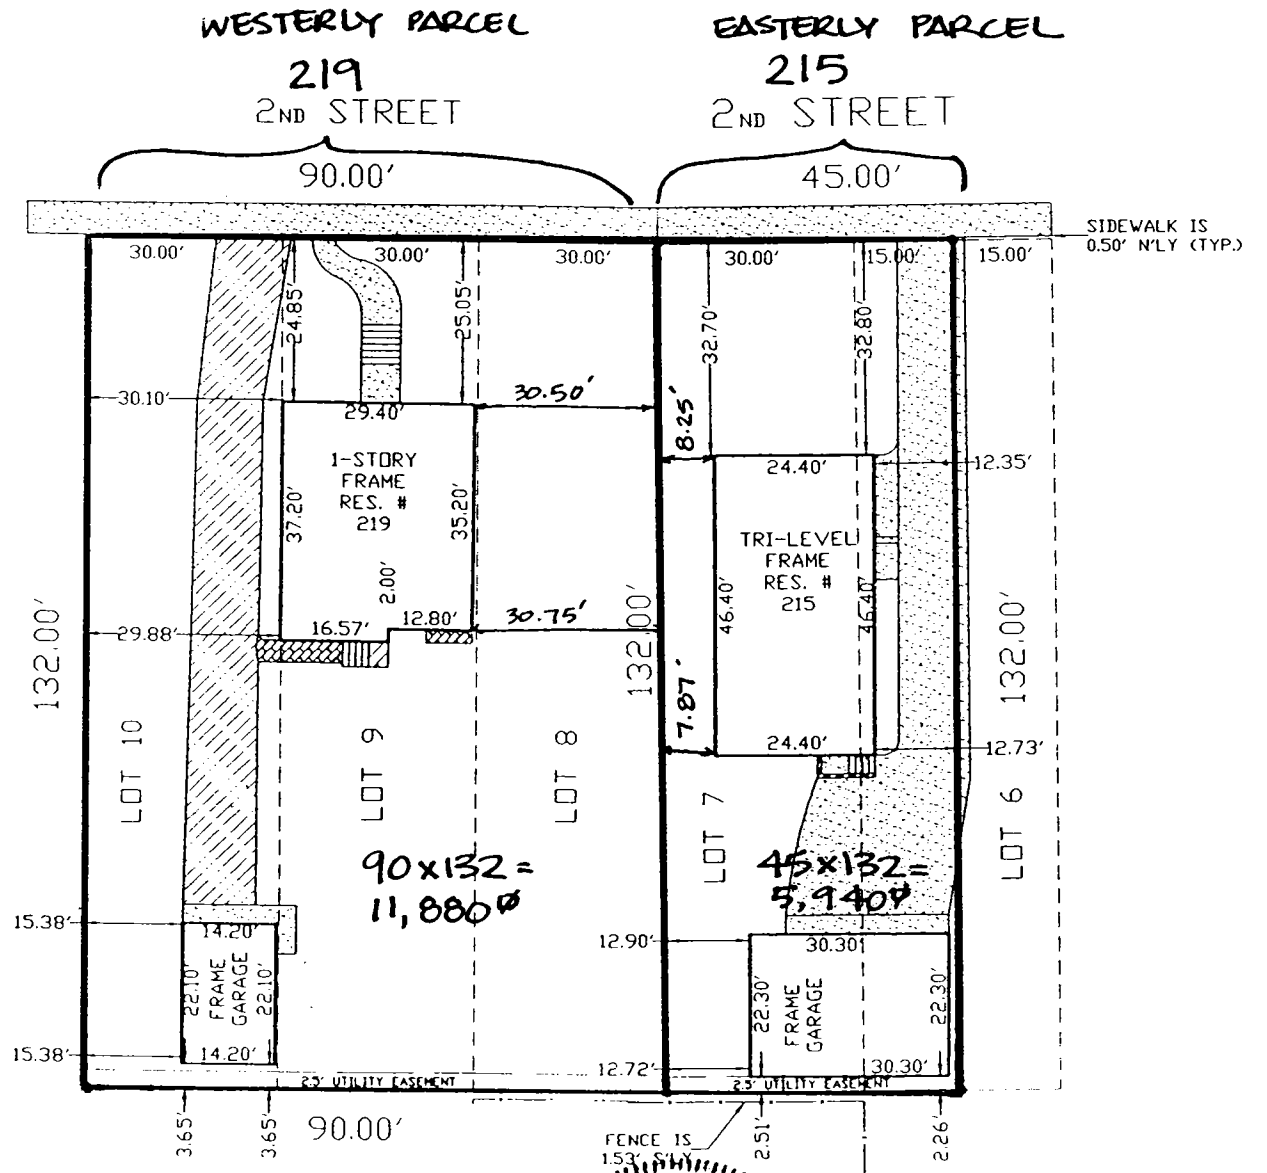 WESTERLY PARCEL
EASTERLY PARCEL
219
215
2ND STREET
2ND STREET
90.00'
45.00'
SIDEWALK IS
0.50' N'LY (TYP.)
30.00'
30.00'
30.00'
30.00'
15.00'
15.00'
24.85'
25.05'
32.70'
32.80'
30.10'
29.40'
30.50'
8.25'
1-STORY
FRAME
RES. #
219
24.40'
12.35'
37.20'
35.20'
TRI-LEVEL
FRAME
RES. #
215
46.40'
46.40'
2.00'
16.57'
12.80'
30.75'
29.88'
132.00'
132.00'
132.00'
7.87'
24.40'
12.73'
LOT 10
LOT 9
LOT 8
LOT 7
LOT 6
90x132=
11,880⌀
45x132=
5,940⌀
15.38'
14.20'
12.90'
30.30'
22.10'
FRAME
GARAGE
22.10'
22.30'
FRAME
GARAGE
22.30'
15.38'
14.20'
12.72'
30.30'
2.5' UTILITY EASEMENT
2.5' UTILITY EASEMENT
3.65'
3.65'
90.00'
2.51'
2.26'
FENCE IS
1.53' S'LY